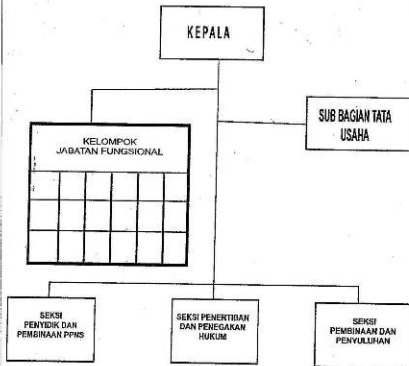 KEPALA
SUB BAGIAN TATA
USAHA
KELOMPOK
JABATAN FUNGSIONAL
SEKSI
PENYIDIK DAN
PEMBINAAN PPNS
SEKSI PENERTIBAN
DAN PENEGAKAN
HUKUM
SEKSI
PEMBINAAN DAN
PENYULUHAN